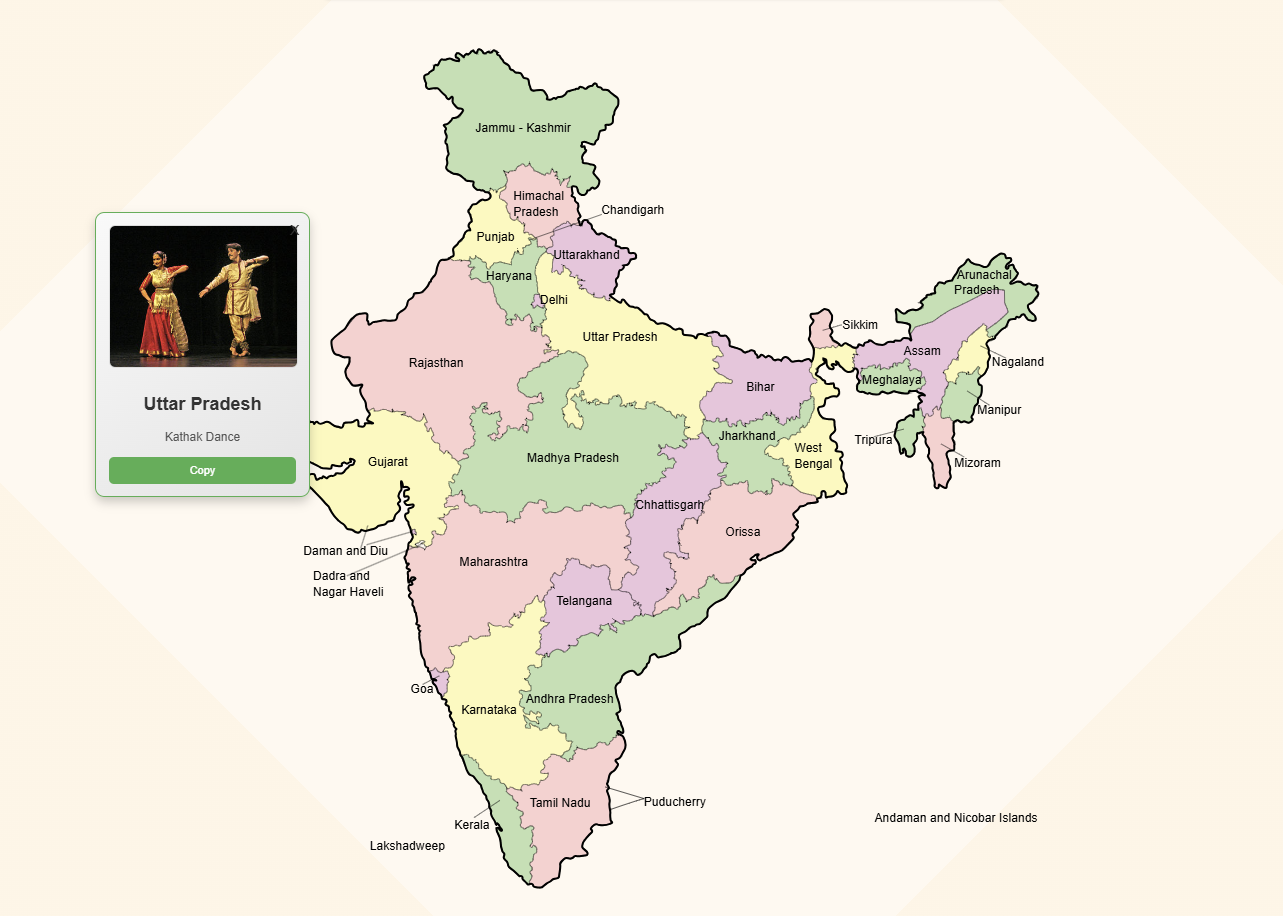 Jammu - Kashmir
Himachal
Pradesh
Chandigarh
Punjab
Uttarakhand
Haryana
Delhi
Uttar Pradesh
Rajasthan
Arunachal
Pradesh
Sikkim
Assam
Nagaland
Meghalaya
Bihar
Manipur
X
Uttar Pradesh
Kathak Dance
Copy
Gujarat
Madhya Pradesh
Jharkhand
West
Bengal
Tripura
Mizoram
Chhattisgarh
Orissa
Daman and Diu
Dadra and
Nagar Haveli
Maharashtra
Telangana
Goa
Karnataka
Andhra Pradesh
Tamil Nadu
Puducherry
Kerala
Lakshadweep
Andaman and Nicobar Islands